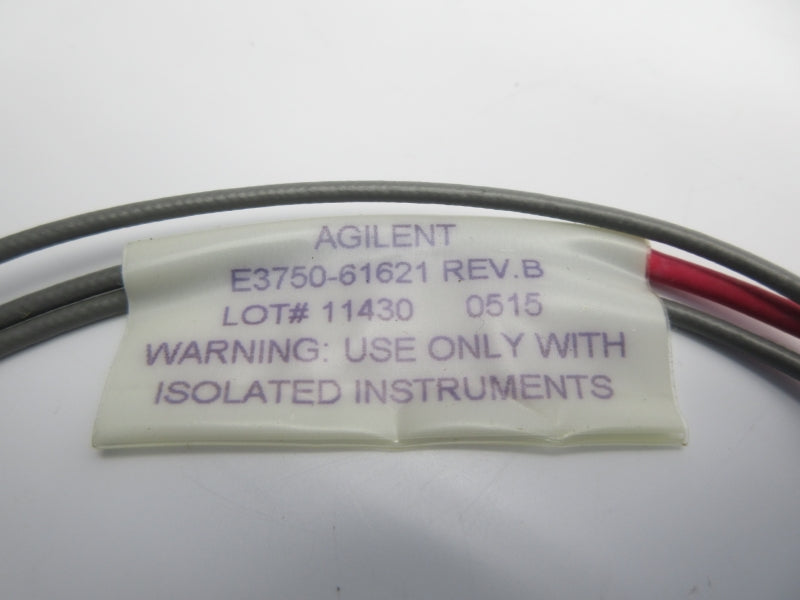 AGILENT
E3750-61621 REV.B
LOT# 11430 0515
WARNING: USE ONLY WITH
ISOLATED INSTRUMENTS